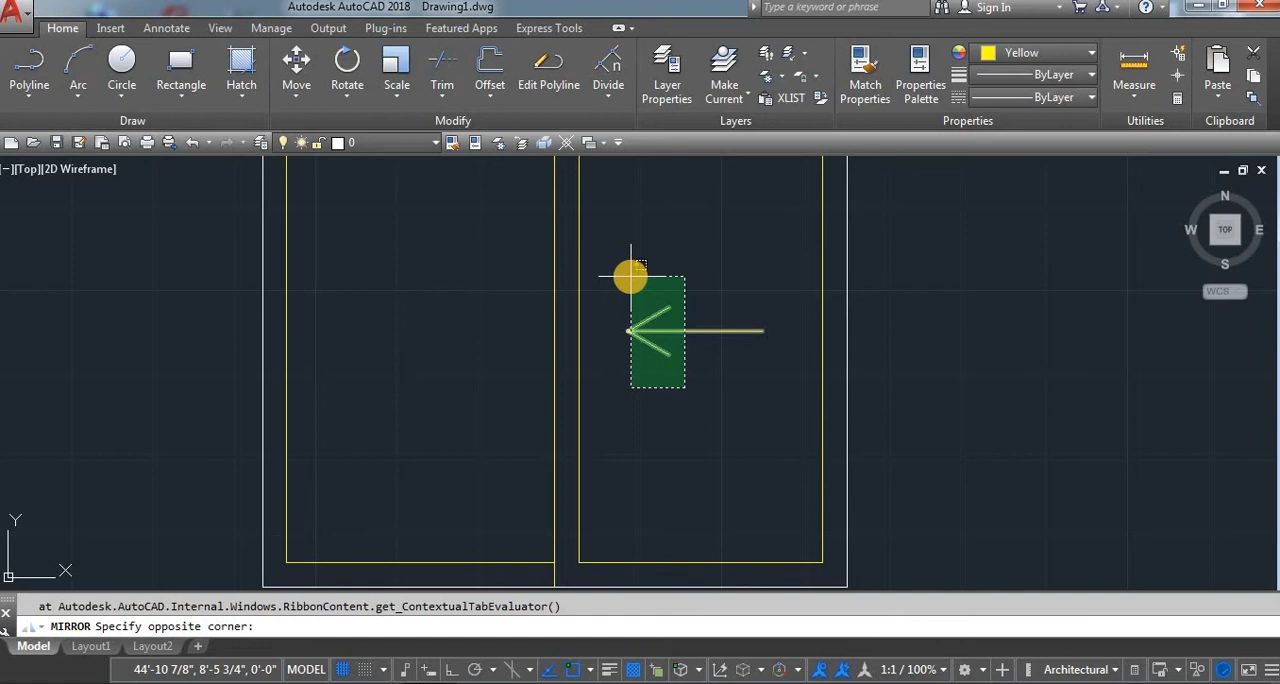 Autodesk AutoCAD 2018 Drawing1.dwg
Type a keyword or phrase
Sign In
Home Insert Annotate View Manage Output Plug-ins Featured Apps Express Tools
Polyline Arc Circle Rectangle Hatch
Move Rotate Scale Trim Offset Edit Polyline Divide
Layer Properties
Make Current
XLIST
Match Properties
Properties Palette
Yellow
ByLayer
ByLayer
Measure
Paste
Draw Modify Layers Properties Utilities Clipboard
0
[−][Top][2D Wireframe]
N
W TOP E
S
WCS
Y
X
at Autodesk.AutoCAD.Internal.Windows.RibbonContent.get_ContextualTabEvaluator()
MIRROR Specify opposite corner:
Model Layout1 Layout2 +
44'-10 7/8", 8'-5 3/4", 0'-0" MODEL 1:1 / 100% Architectural